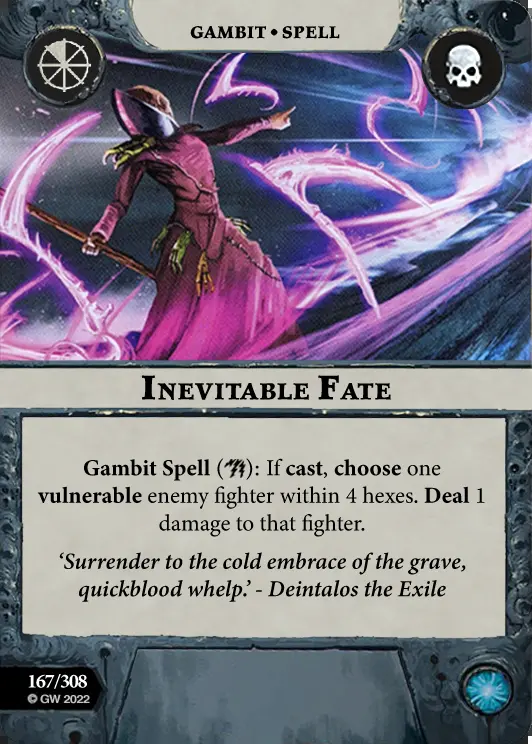 GAMBIT • SPELL
INEVITABLE FATE
Gambit Spell (): If cast, choose one
vulnerable enemy fighter within 4 hexes. Deal 1
damage to that fighter.
‘Surrender to the cold embrace of the grave,
quickblood whelp.’ - Deintalos the Exile
167/308
© GW 2022